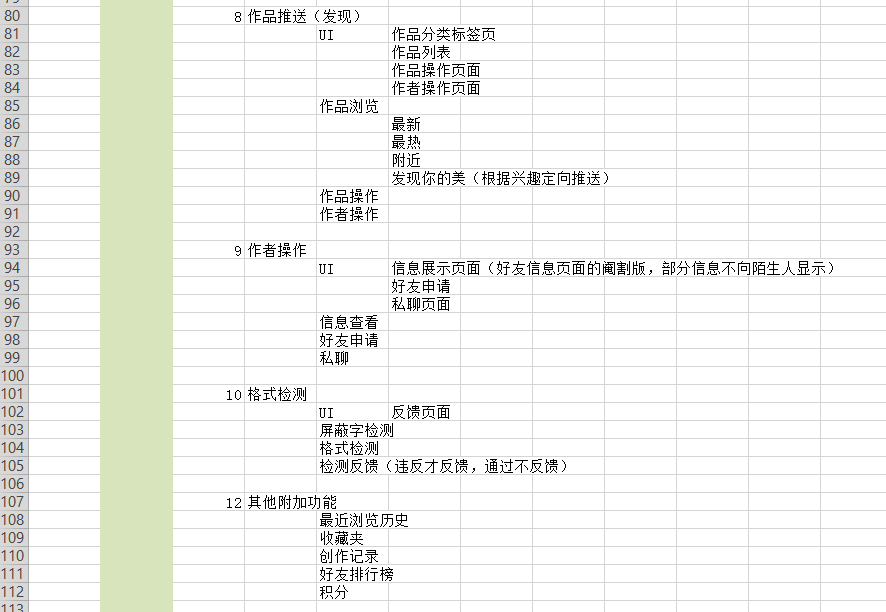 80 8 作品推送（发现）
81 UI 作品分类标签页
82 作品列表
83 作品操作页面
84 作者操作页面
85 作品浏览
86 最新
87 最热
88 附近
89 发现你的美（根据兴趣定向推送）
90 作品操作
91 作者操作
92
93 9 作者操作
94 UI 信息展示页面（好友信息页面的阉割版，部分信息不向陌生人显示）
95 好友申请
96 私聊页面
97 信息查看
98 好友申请
99 私聊
100
101 10 格式检测
102 UI 反馈页面
103 屏蔽字检测
104 格式检测
105 检测反馈（违反才反馈，通过不反馈）
106
107 12 其他附加功能
108 最近浏览历史
109 收藏夹
110 创作记录
111 好友排行榜
112 积分
113